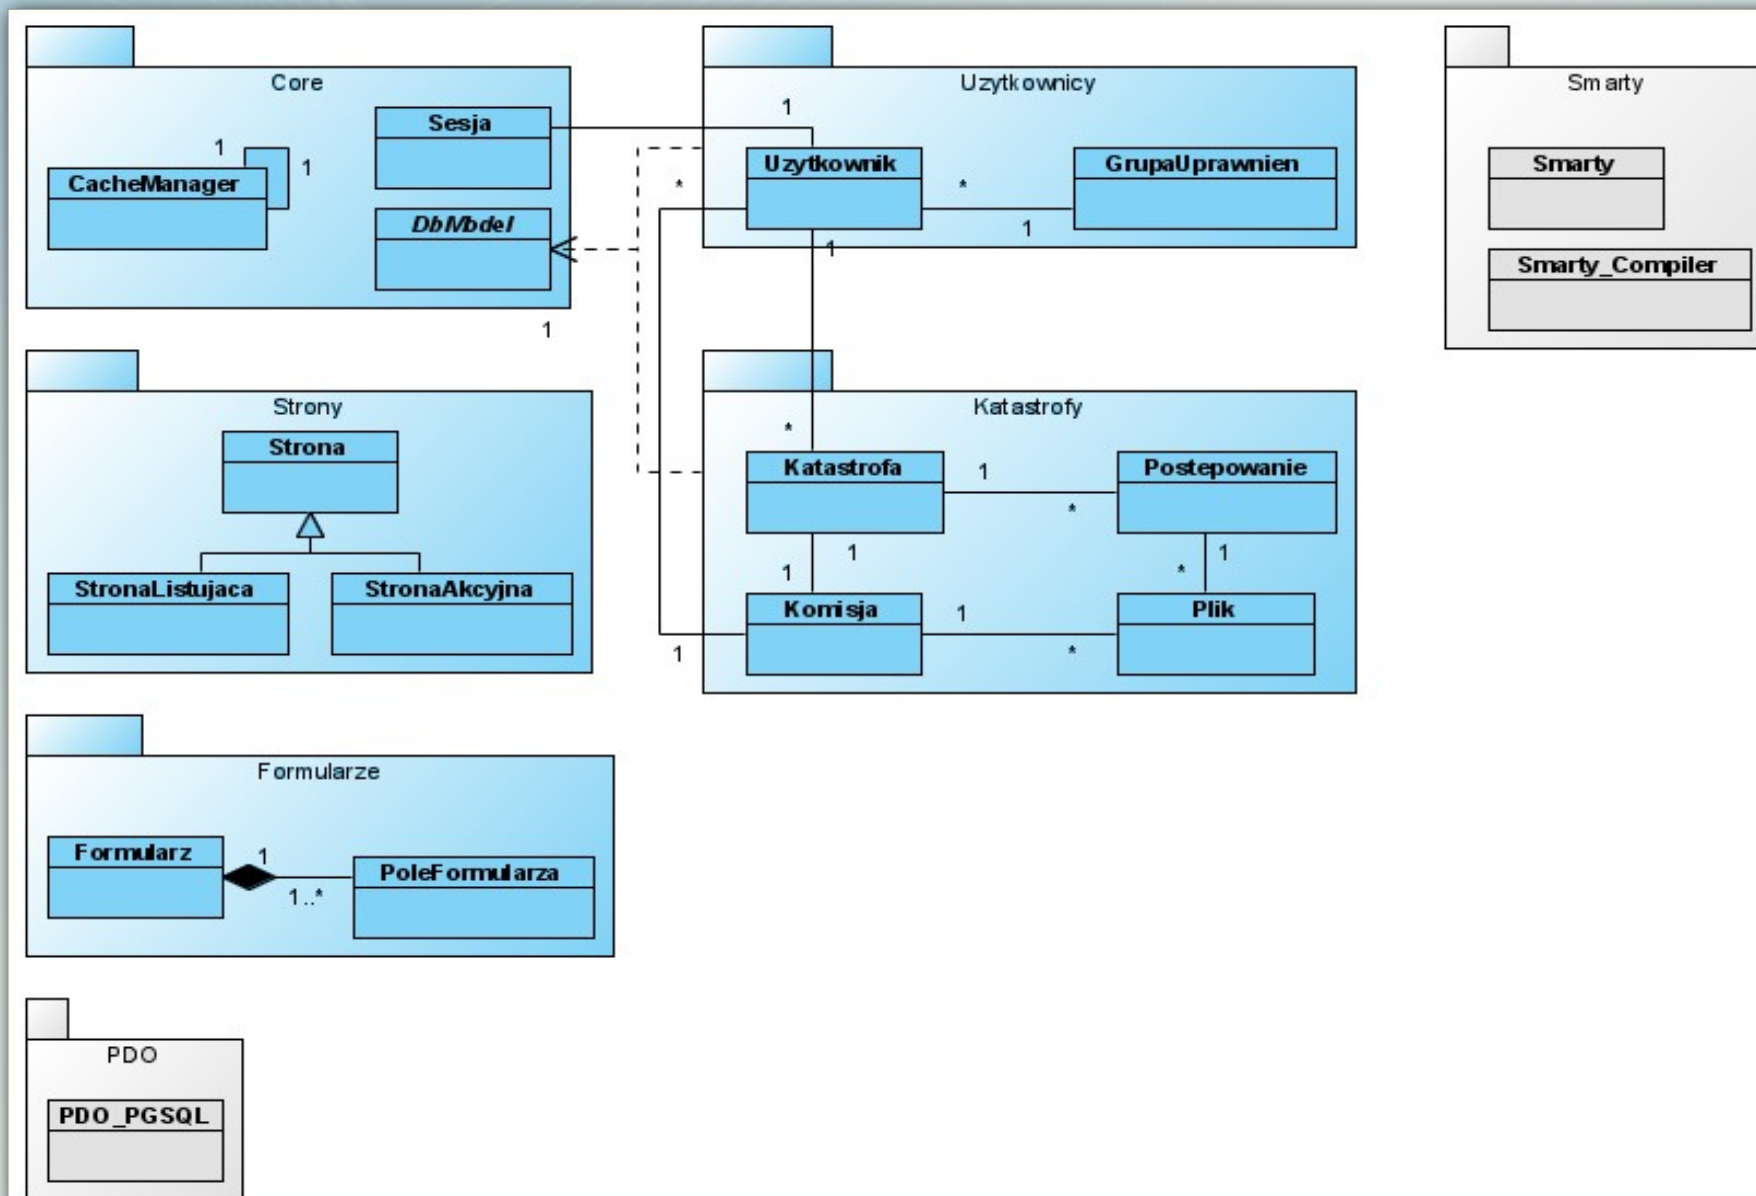 Core
Sesja
1
1
CacheManager
DbModel
1
Uzytkownicy
1
Uzytkownik
GrupaUprawnien
*
*
1
1
Smarty
Smarty
Smarty_Compiler
Strony
Strona
StronaListujaca
StronaAkcyjna
Katastrofy
*
Katastrofa
1
Postepowanie
*
1
1
1
*
Komisja
1
Plik
1
*
Formularze
Formularz
1
1..*
PoleFormularza
PDO
PDO_PGSQL